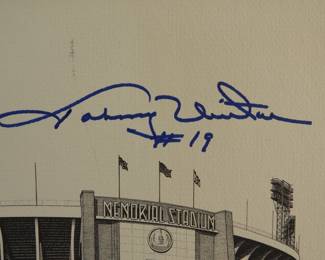 Johnny Unitas
#19
MEMORIAL STADIUM